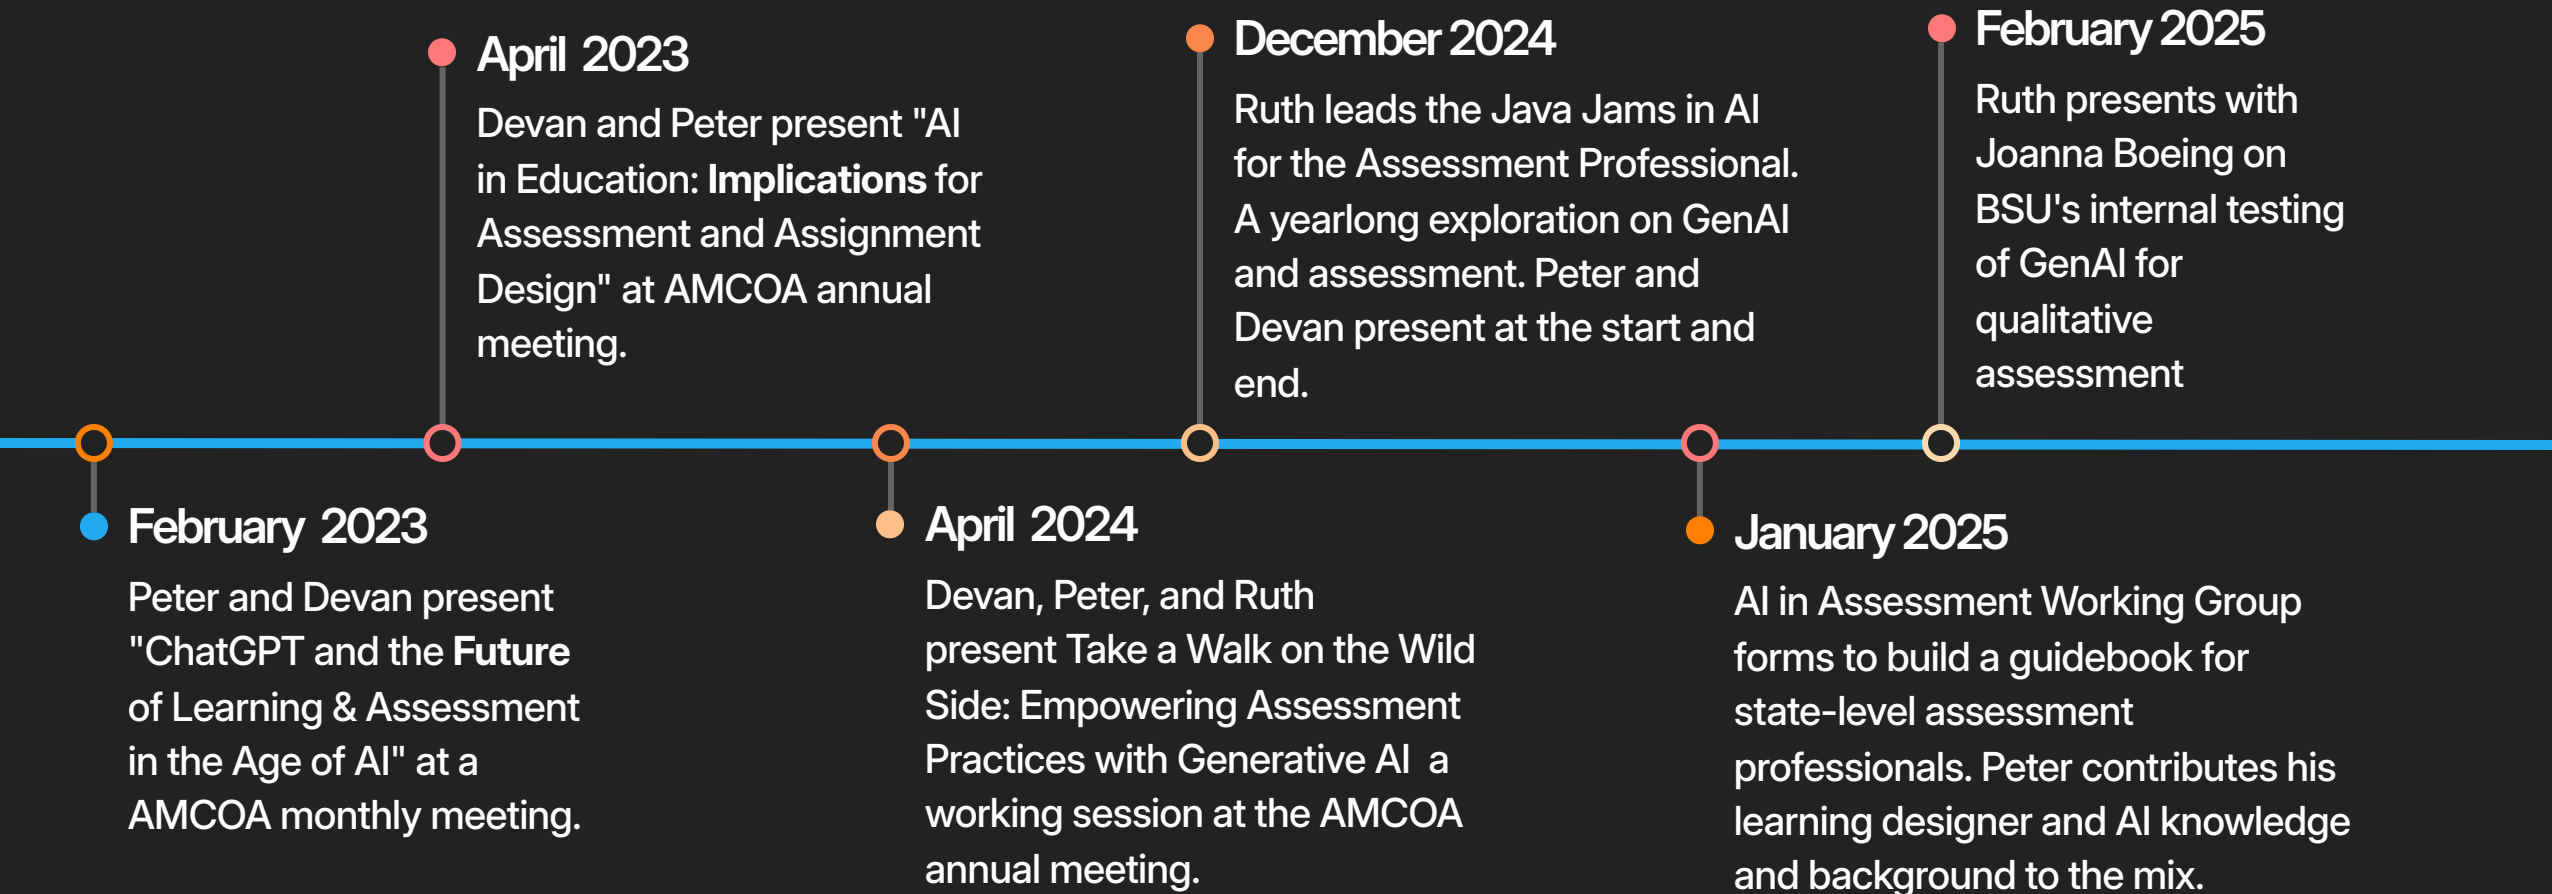 April 2023
Devan and Peter present "AI
in Education: Implications for
Assessment and Assignment
Design" at AMCOA annual
meeting.
December 2024
Ruth leads the Java Jams in AI
for the Assessment Professional.
A yearlong exploration on GenAI
and assessment. Peter and
Devan present at the start and
end.
February 2025
Ruth presents with
Joanna Boeing on
BSU's internal testing
of GenAI for
qualitative
assessment
February 2023
Peter and Devan present
"ChatGPT and the Future
of Learning & Assessment
in the Age of AI" at a
AMCOA monthly meeting.
April 2024
Devan, Peter, and Ruth
present Take a Walk on the Wild
Side: Empowering Assessment
Practices with Generative AI a
working session at the AMCOA
annual meeting.
January 2025
AI in Assessment Working Group
forms to build a guidebook for
state-level assessment
professionals. Peter contributes his
learning designer and AI knowledge
and background to the mix.